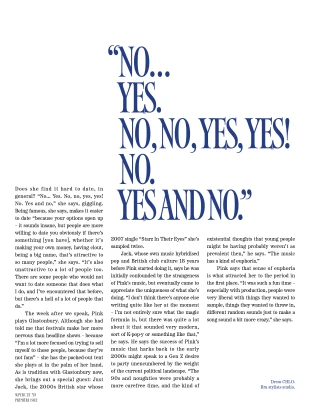 “NO...
YES.
NO, NO, YES, YES!
NO.
YES AND NO.”
Does she find it hard to date, in
general? “No... Yes. No, no, yes, yes!
No. Yes and no,” she says, giggling.
Being famous, she says, makes it easier
to date “because your options open up
– it sounds insane, but people are more
willing to date you obviously if there’s
something [you have], whether it’s
making your own money, having clout,
being a big name, that’s attractive to
so many people,” she says. “It’s also
unattractive to a lot of people too.
There are some people who would not
want to date someone that does what
I do, and I’ve encountered that before,
but there’s a hell of a lot of people that
do.”
The week after we speak, Pink
plays Glastonbury. Although she had
told me that festivals make her more
nervous than headline shows – because
“I’m a lot more focused on trying to sell
myself to these people, because they’re
not fans” – she has the packed-out tent
she plays at in the palm of her hand.
As is tradition with Glastonbury now,
she brings out a special guest: Just
Jack, the 2000s British star whose
2007 single “Starz In Their Eyes” she’s
sampled twice.
Jack, whose own music hybridized
pop and British club culture 18 years
before Pink started doing it, says he was
initially confounded by the strangeness
of Pink’s music, but eventually came to
appreciate the uniqueness of what she’s
doing. “I don’t think there’s anyone else
writing quite like her at the moment
– I’m not entirely sure what the magic
formula is, but there was quite a lot
about it that sounded very modern,
sort of K-popy or something like that,”
he says. He says the success of Pink’s
music that harks back to the early
2000s might speak to a Gen Z desire
to party unencumbered by the weight
of the current political landscape. “The
90s and noughties were probably a
more carefree time, and the kind of
existential thoughts that young people
might be having probably weren’t as
prevalent then,” he says. “The music
has a kind of euphoria.”
Pink says that sense of euphoria
is what attracted her to the period in
the first place. “It was such a fun time –
especially with production, people were
very liberal with things they wanted to
sample, things they wanted to throw in,
different random sounds just to make a
song sound a bit more crazy,” she says.